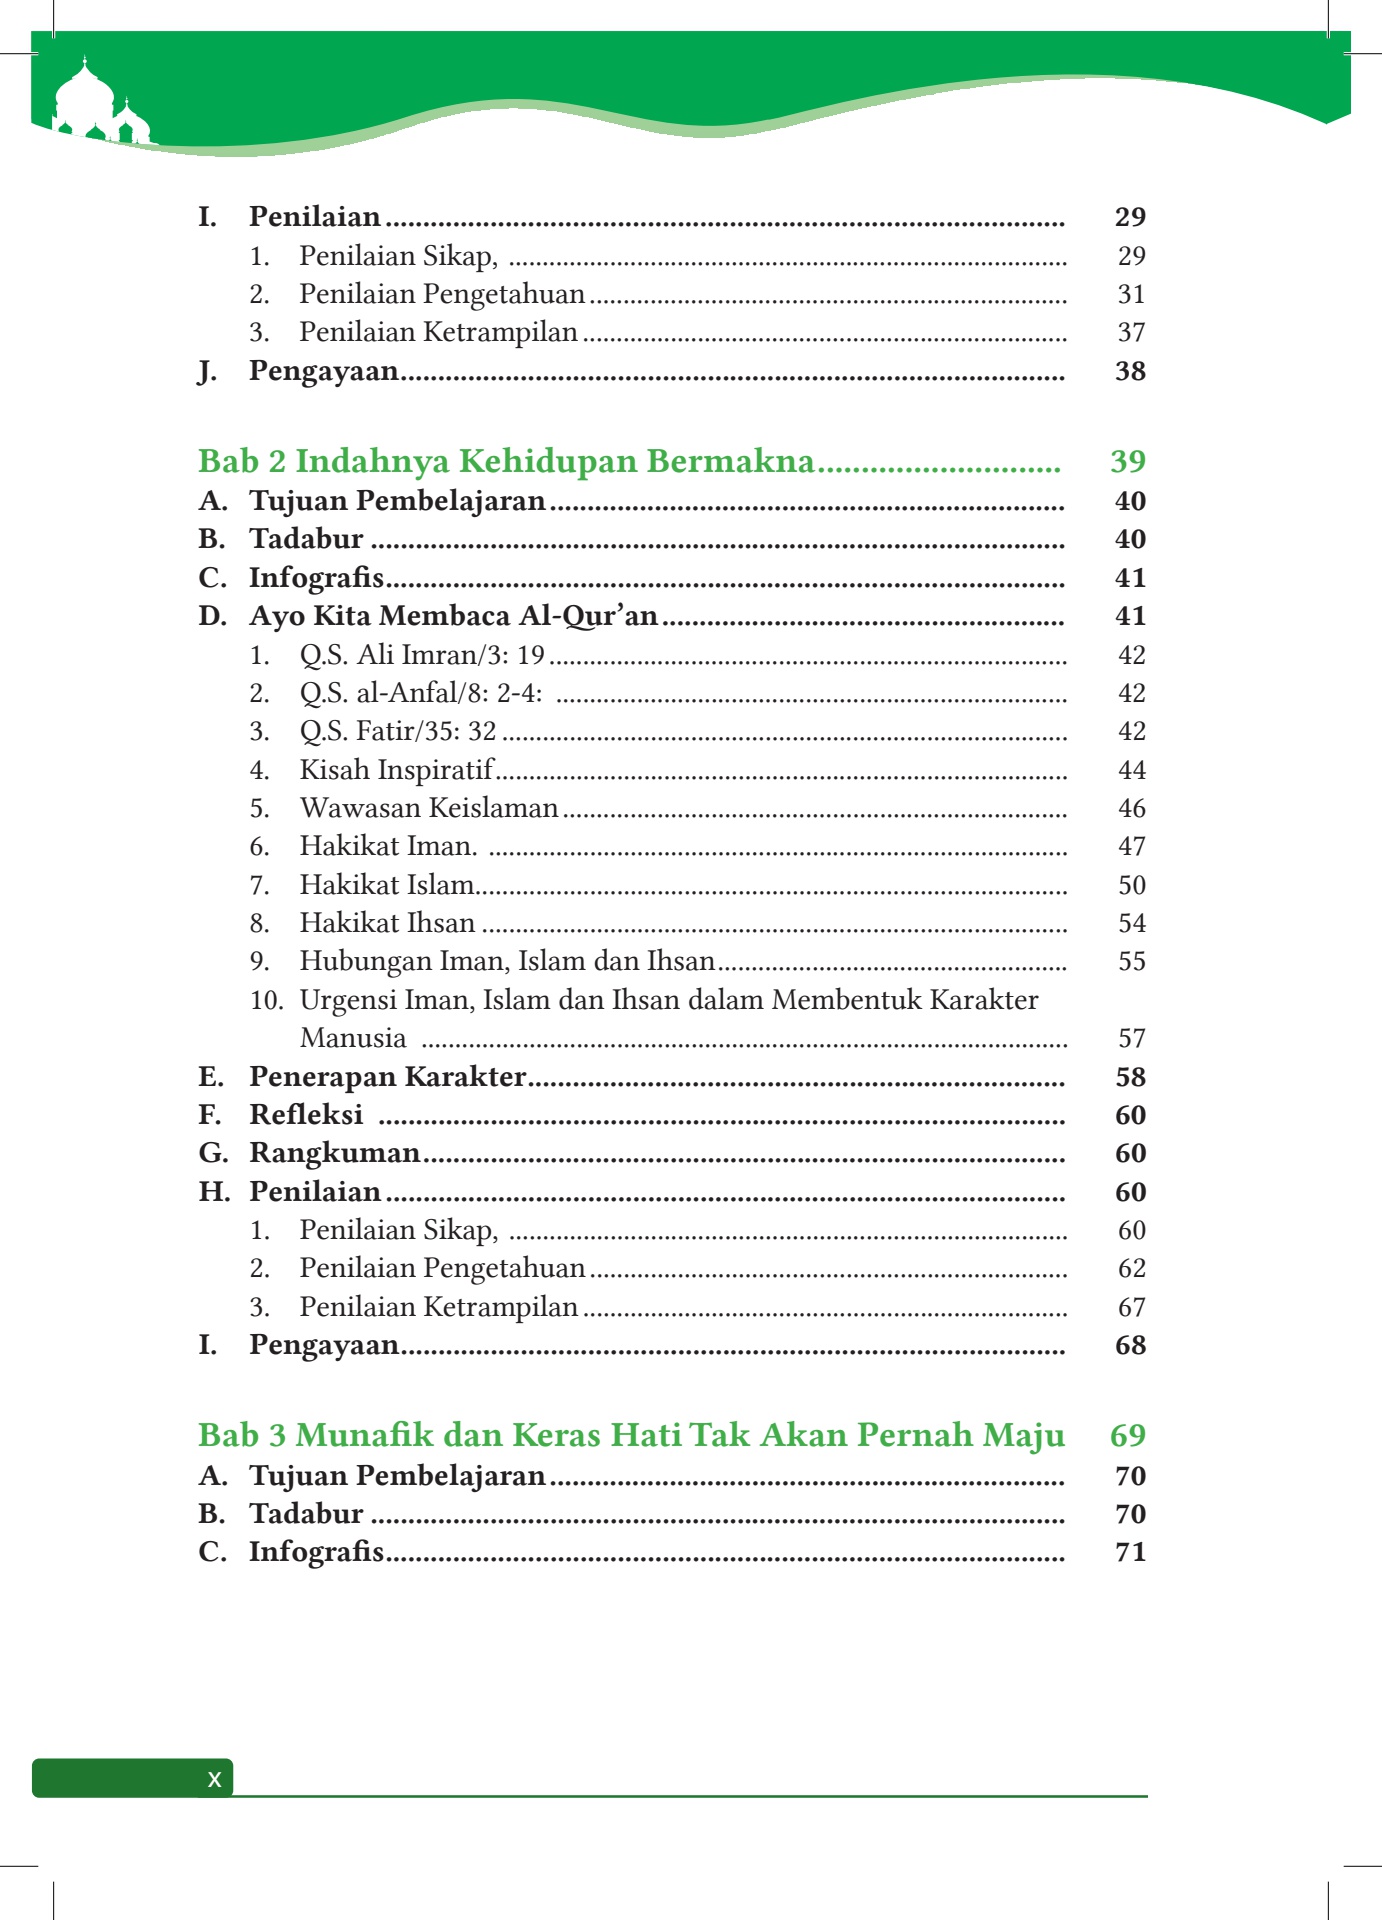 I. Penilaian ........................................................................................... 29
1. Penilaian Sikap, .................................................................................... 29
2. Penilaian Pengetahuan ....................................................................... 31
3. Penilaian Ketrampilan ........................................................................ 37
J. Pengayaan......................................................................................... 38
Bab 2 Indahnya Kehidupan Bermakna............................ 39
A. Tujuan Pembelajaran ..................................................................... 40
B. Tadabur ............................................................................................. 40
C. Infografis........................................................................................... 41
D. Ayo Kita Membaca Al-Qur’an ...................................................... 41
1. Q.S. Ali Imran/3: 19 ............................................................................. 42
2. Q.S. al-Anfal/8: 2-4: ............................................................................ 42
3. Q.S. Fatir/35: 32 .................................................................................... 42
4. Kisah Inspiratif..................................................................................... 44
5. Wawasan Keislaman ........................................................................... 46
6. Hakikat Iman. ...................................................................................... 47
7. Hakikat Islam........................................................................................ 50
8. Hakikat Ihsan ....................................................................................... 54
9. Hubungan Iman, Islam dan Ihsan .................................................... 55
10. Urgensi Iman, Islam dan Ihsan dalam Membentuk Karakter
Manusia ................................................................................................ 57
E. Penerapan Karakter........................................................................ 58
F. Refleksi ............................................................................................ 60
G. Rangkuman...................................................................................... 60
H. Penilaian ........................................................................................... 60
1. Penilaian Sikap, .................................................................................... 60
2. Penilaian Pengetahuan ....................................................................... 62
3. Penilaian Ketrampilan ........................................................................ 67
I. Pengayaan......................................................................................... 68
Bab 3 Munafik dan Keras Hati Tak Akan Pernah Maju 69
A. Tujuan Pembelajaran ..................................................................... 70
B. Tadabur ............................................................................................. 70
C. Infografis........................................................................................... 71
x